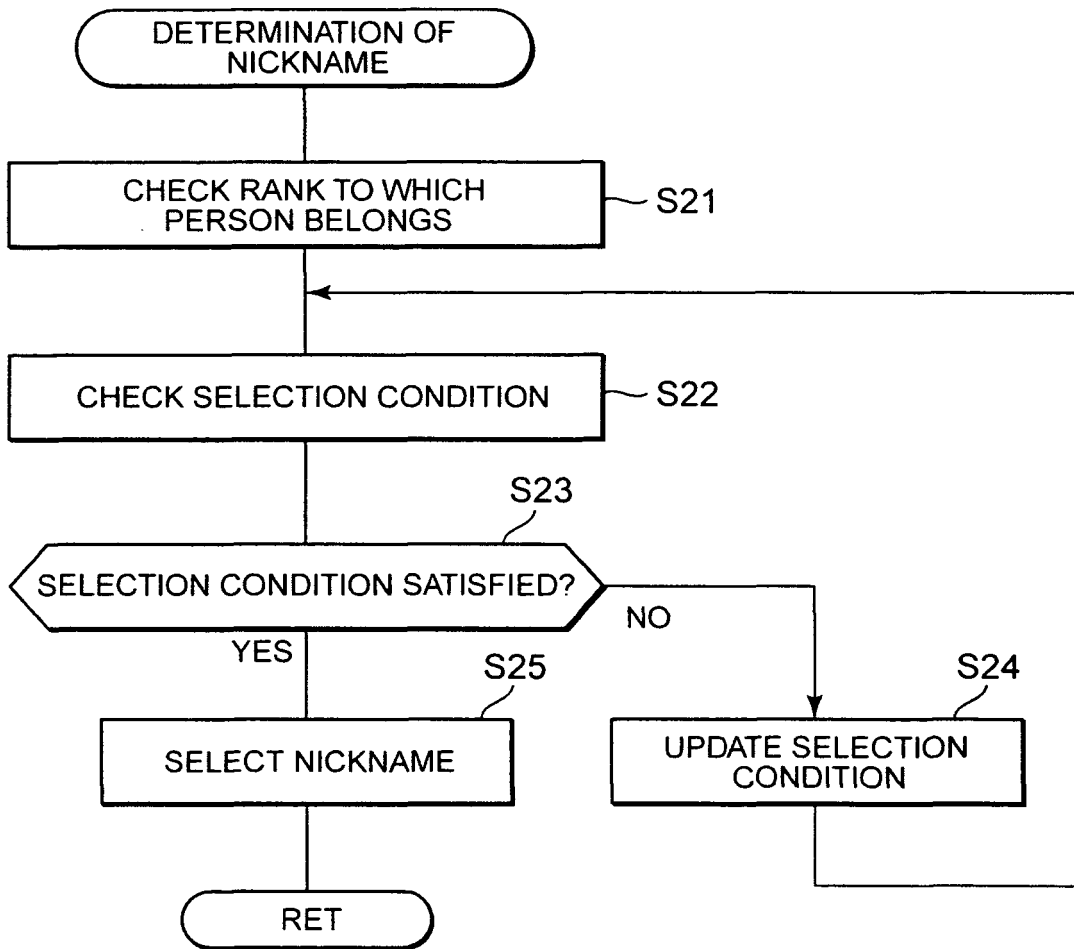 DETERMINATION OF
NICKNAME
CHECK RANK TO WHICH
PERSON BELONGS
S21
CHECK SELECTION CONDITION
S22
S23
SELECTION CONDITION SATISFIED?
NO
YES
S25
S24
SELECT NICKNAME
UPDATE SELECTION
CONDITION
RET